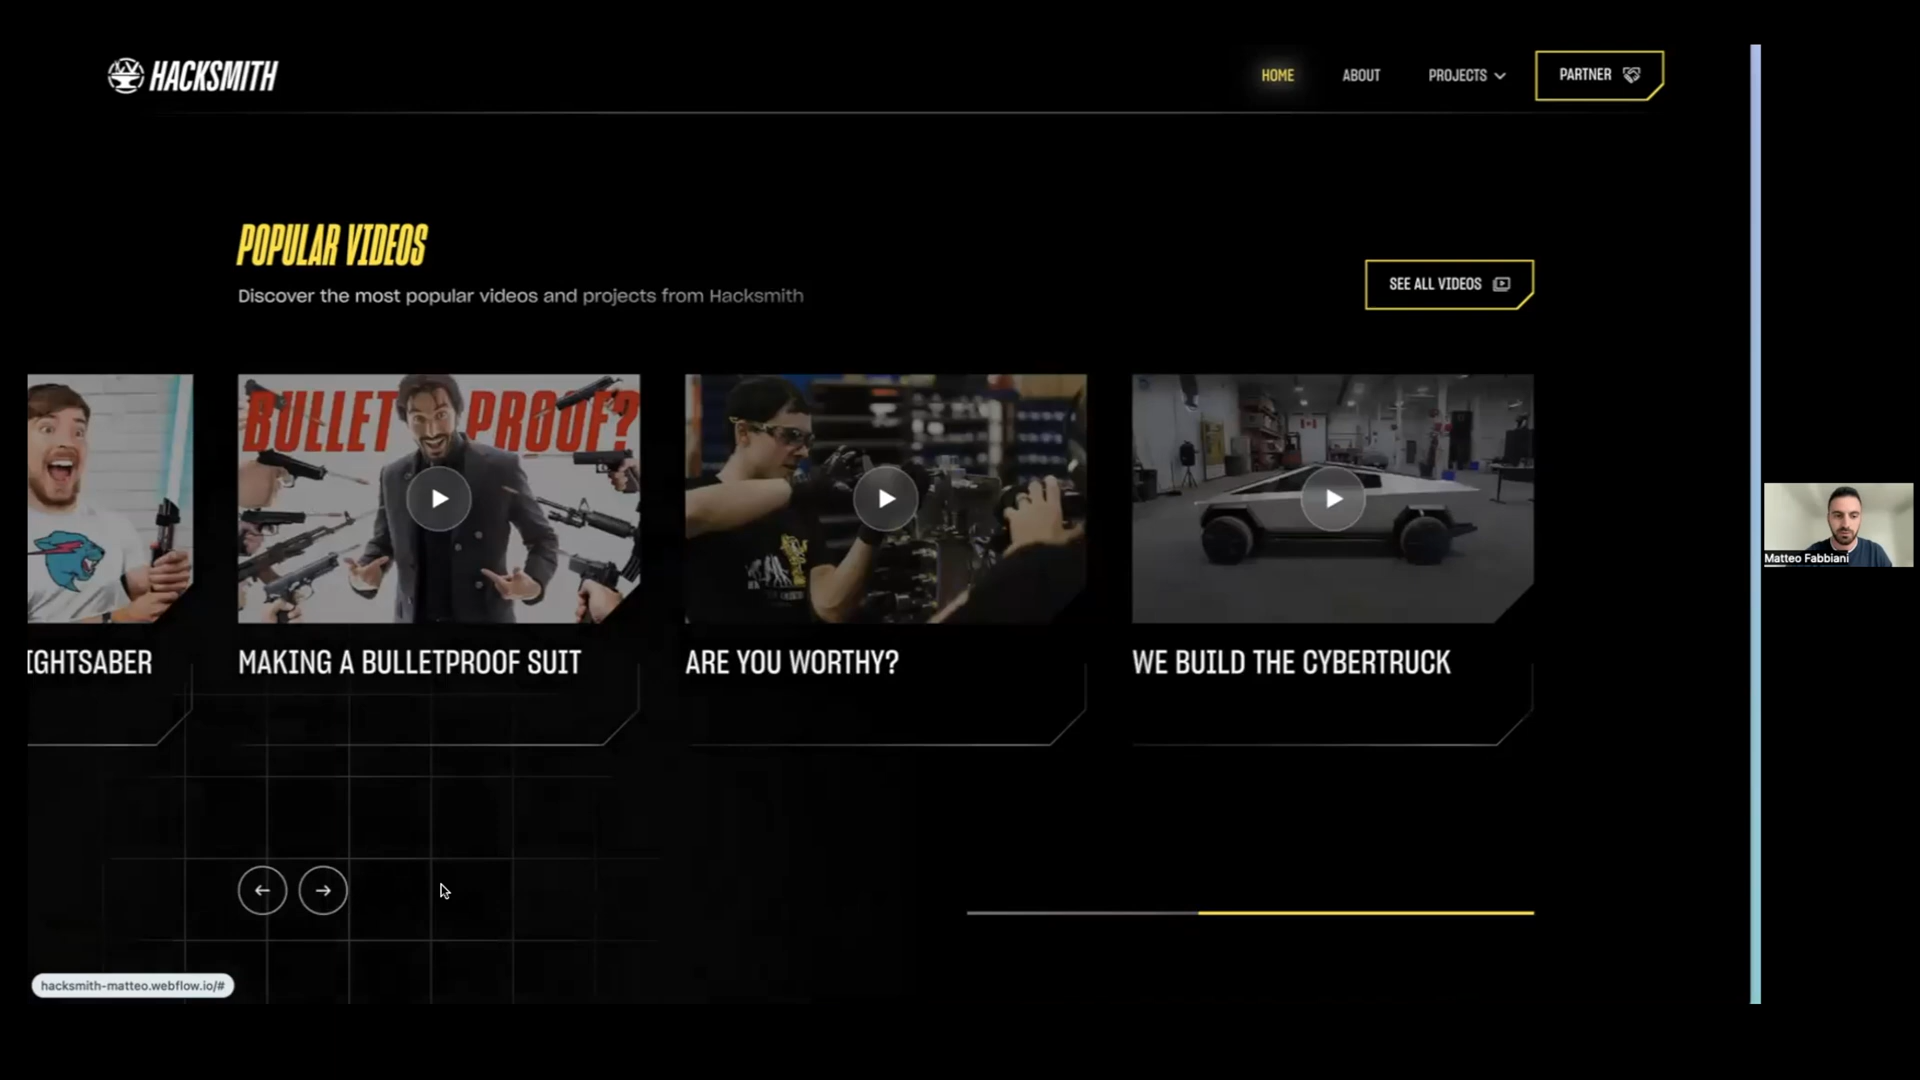 HACKSMITH
HOME
ABOUT
PROJECTS
PARTNER
POPULAR VIDEOS
Discover the most popular videos and projects from Hacksmith
SEE ALL VIDEOS
BULLET PROOF?
IGHTSABER
MAKING A BULLETPROOF SUIT
ARE YOU WORTHY?
WE BUILD THE CYBERTRUCK
Matteo Fabbiani
hacksmith-matteo.webflow.io/#